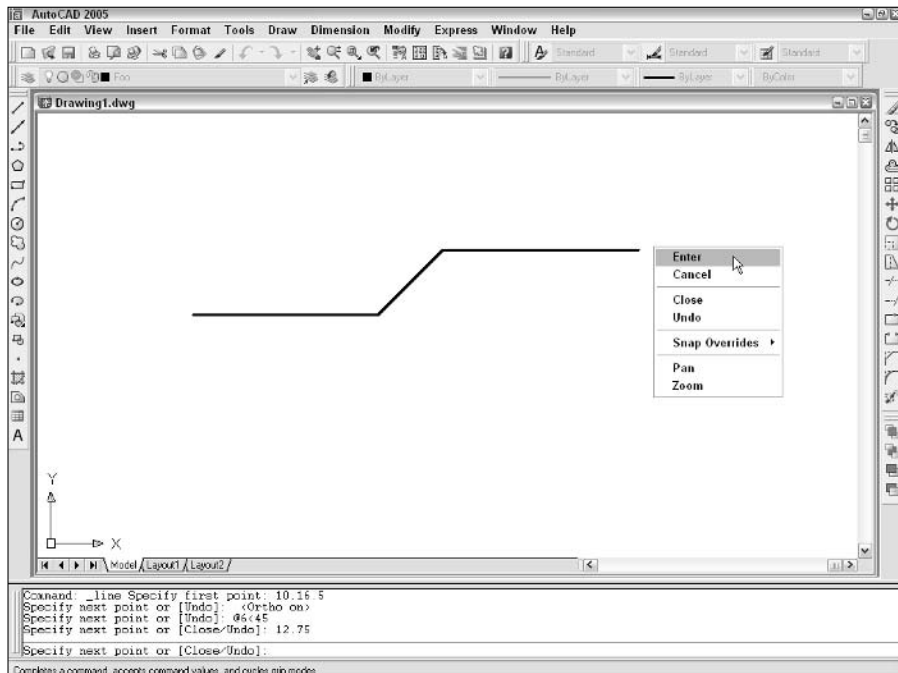 AutoCAD 2005
File Edit View Insert Format Tools Draw Dimension Modify Express Window Help
Standard Standard Standard
Foo ByLayer ByLayer ByLayer ByColor
Drawing1.dwg
Enter
Cancel
Close
Undo
Snap Overrides
Pan
Zoom
A
Y
X
Model Layout1 Layout2
Command: _line Specify first point: 10.16.5
Specify next point or [Undo]: <Ortho on>
Specify next point or [Undo]: @6<45
Specify next point or [Close/Undo]: 12.75
Specify next point or [Close/Undo]:
Completes a command, accepts command values, and cycles grip modes